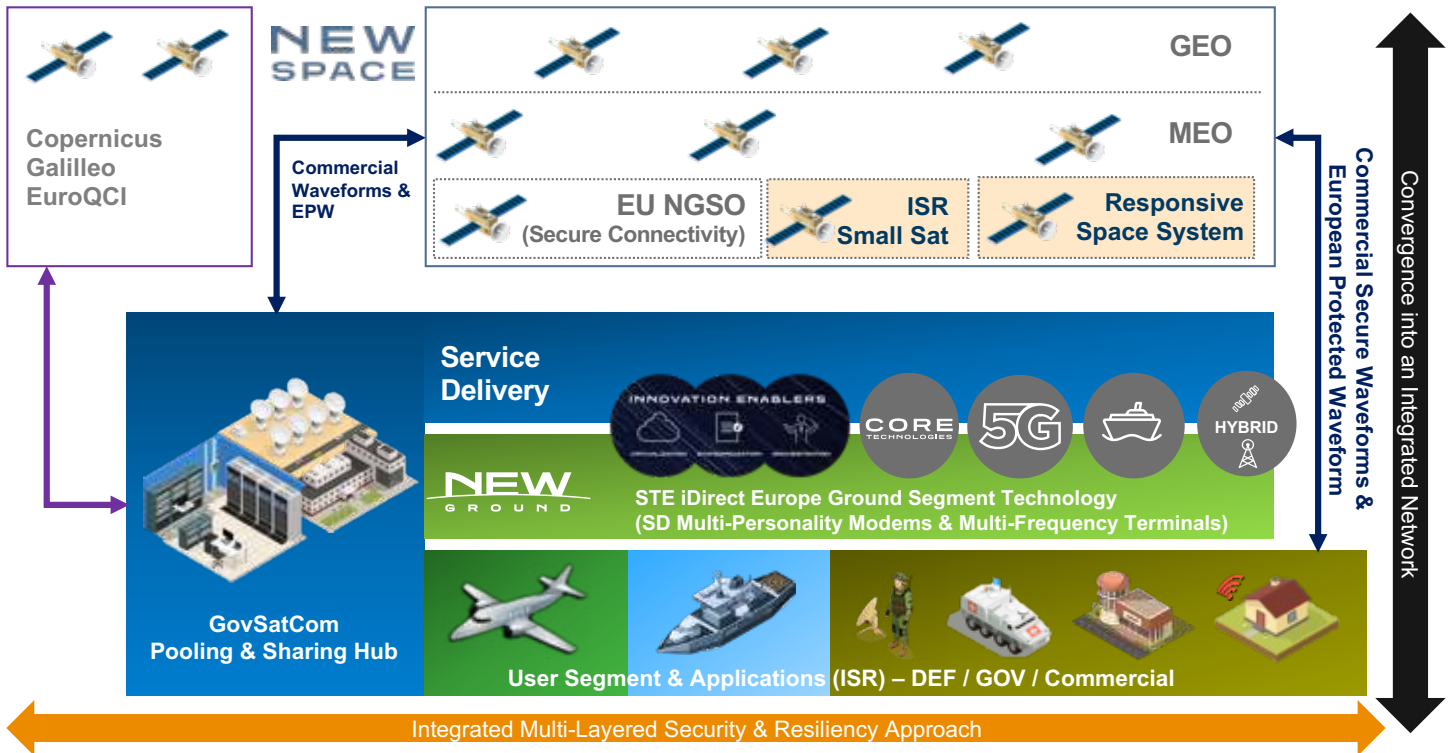 NEW
SPACE
Copernicus
Galilleo
EuroQCI
GEO
MEO
EU NGSO
(Secure Connectivity)
ISR
Small Sat
Responsive
Space System
Commercial
Waveforms &
EPW
Commercial Secure Waveforms &
European Protected Waveform
Convergence into an Integrated Network
Service
Delivery
INNOVATION ENABLERS
CORE
TECHNOLOGIES
5G
HYBRID
NEW
GROUND
STE iDirect Europe Ground Segment Technology
(SD Multi-Personality Modems & Multi-Frequency Terminals)
GovSatCom
Pooling & Sharing Hub
User Segment & Applications (ISR) – DEF / GOV / Commercial
Integrated Multi-Layered Security & Resiliency Approach